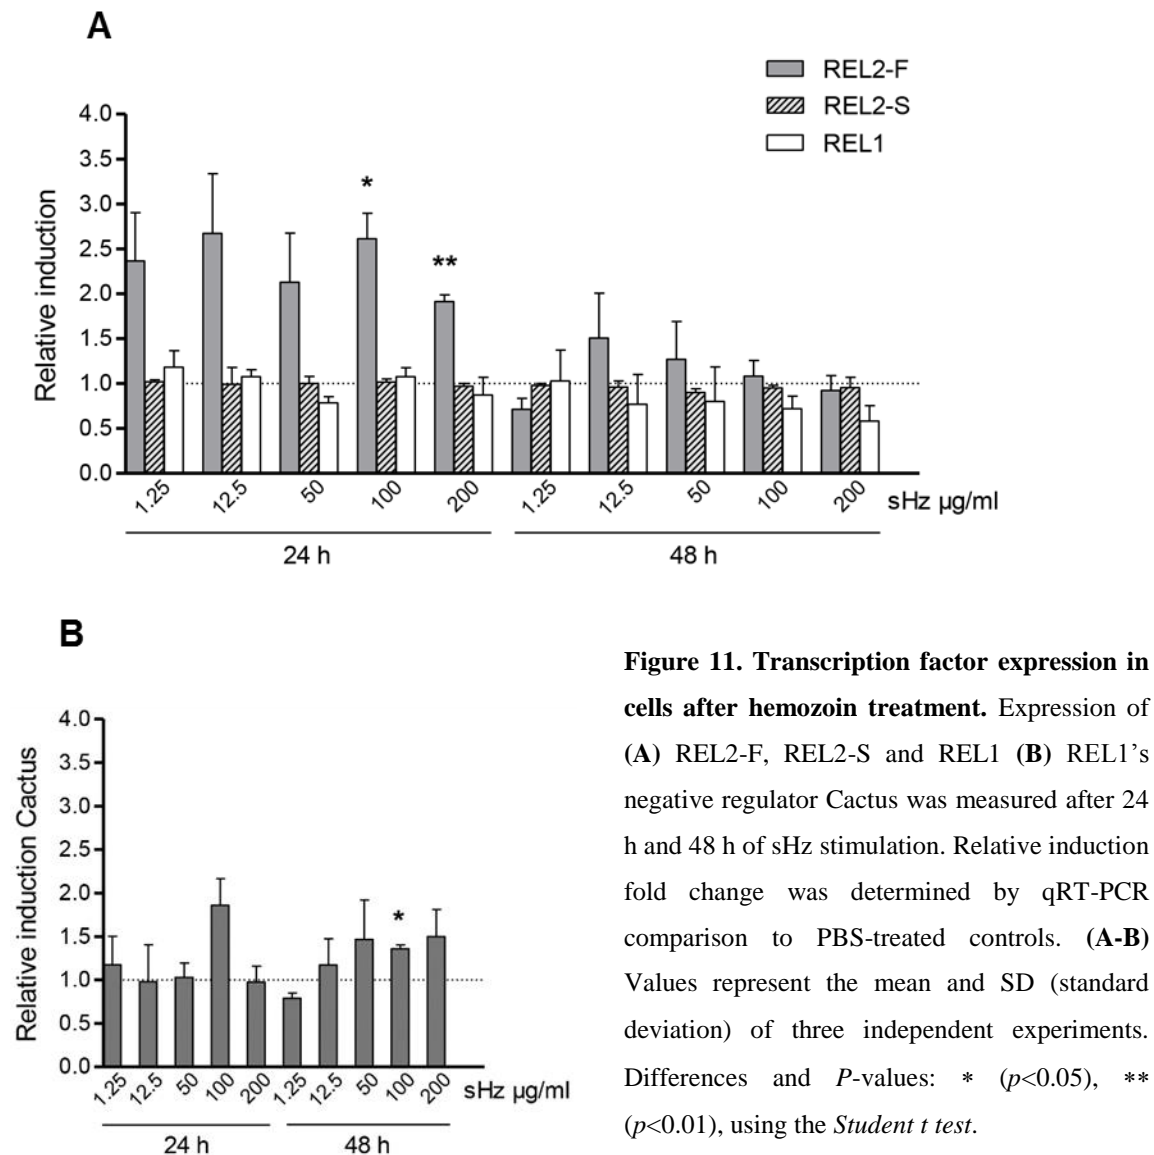 A
REL2-F
REL2-S
REL1
Relative induction
4.0
3.5
3.0
2.5
2.0
1.5
1.0
0.5
0.0
*
**
1.25 12.5 50 100 200 1.25 12.5 50 100 200 sHz µg/ml
24 h 48 h
B
Relative induction Cactus
4.0
3.5
3.0
2.5
2.0
1.5
1.0
0.5
0.0
*
1.25 12.5 50 100 200 1.25 12.5 50 100 200 sHz µg/ml
24 h 48 h
Figure 11. Transcription factor expression in
cells after hemozoin treatment. Expression of
(A) REL2-F, REL2-S and REL1 (B) REL1’s
negative regulator Cactus was measured after 24
h and 48 h of sHz stimulation. Relative induction
fold change was determined by qRT-PCR
comparison to PBS-treated controls. (A-B)
Values represent the mean and SD (standard
deviation) of three independent experiments.
Differences and P-values: * (p<0.05), **
(p<0.01), using the Student t test.